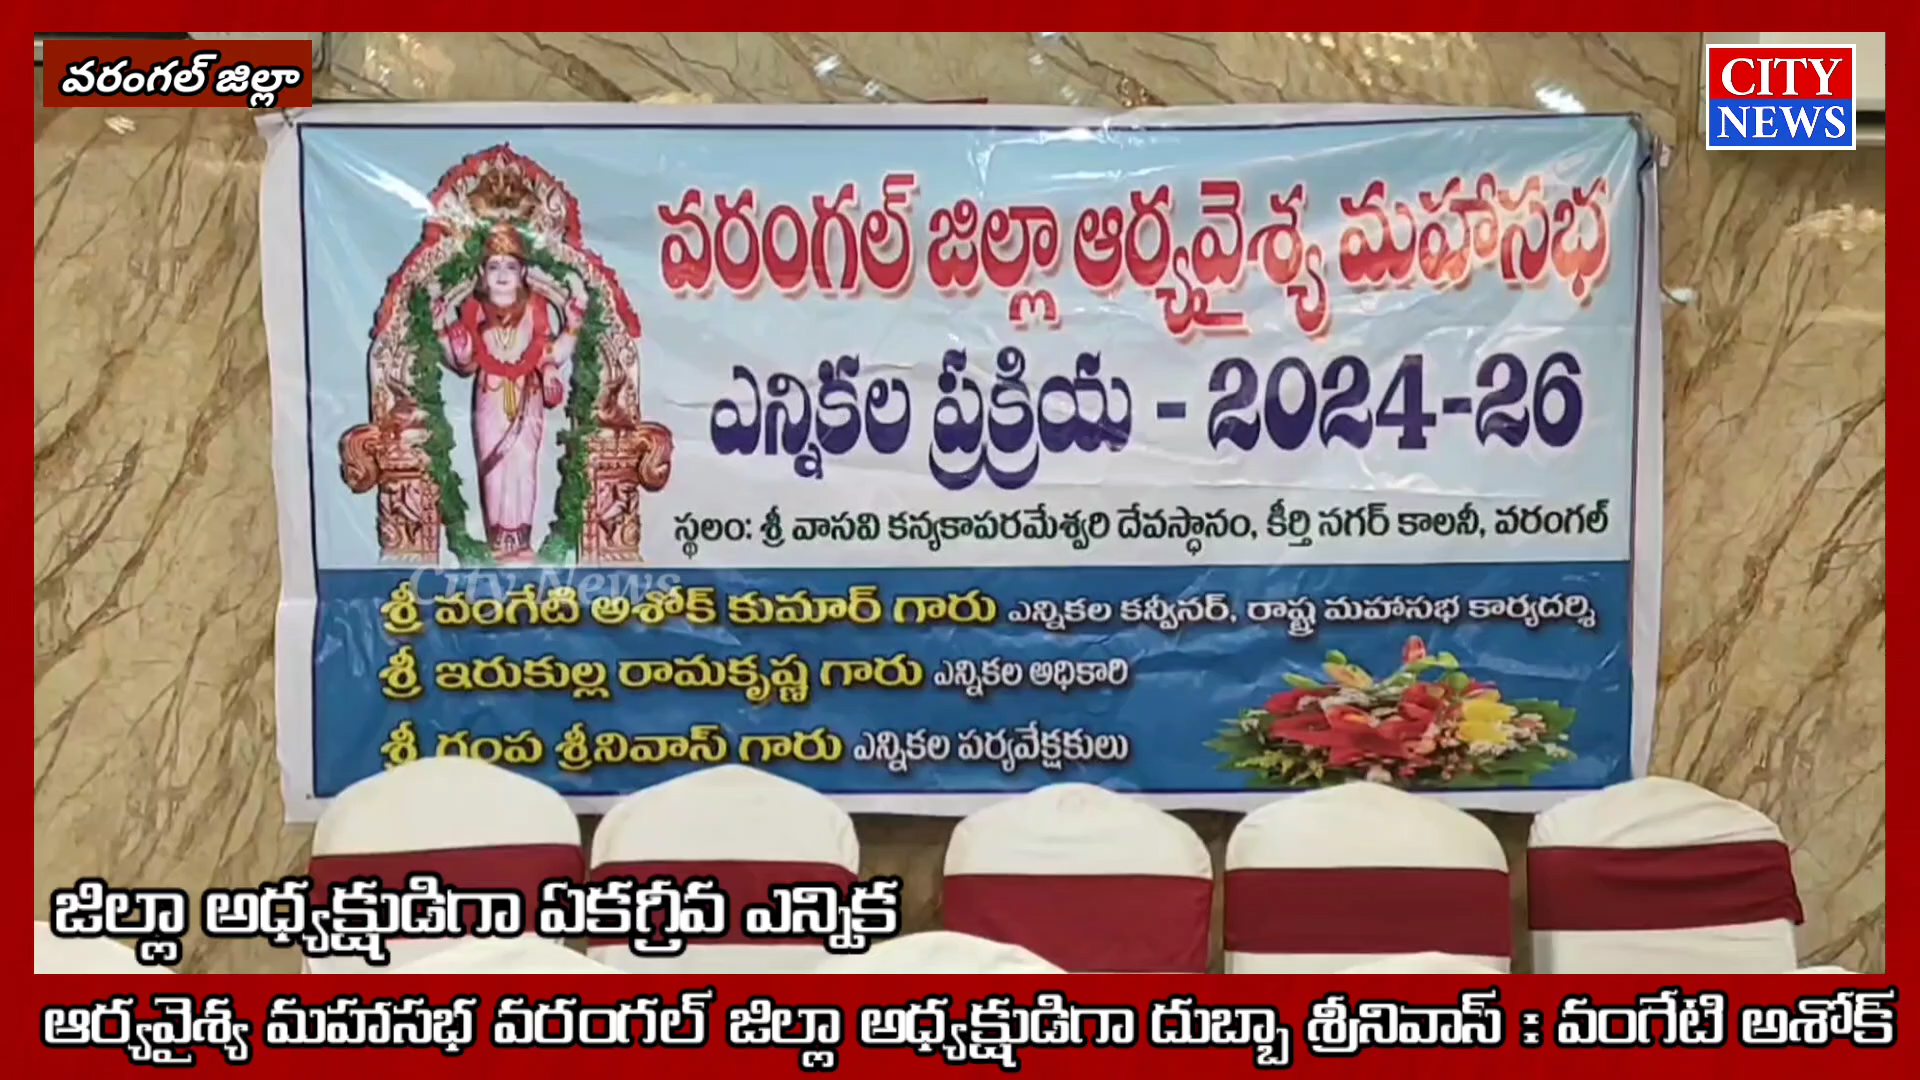 వరంగల్ జిల్లా
CITY
NEWS
వరంగల్ జిల్లా ఆర్యవైశ్య మహాసభ
ఎన్నికల ప్రక్రియ - 2024-26
స్థలం: శ్రీ వాసవి కన్యకాపరమేశ్వరి దేవస్థానం, కీర్తి నగర్ కాలనీ, వరంగల్
City News
శ్రీ వంగేటి అశోక్ కుమార్ గారు ఎన్నికల కన్వీనర్, రాష్ట్ర మహాసభ కార్యదర్శి
శ్రీ ఇరుకుల్ల రామకృష్ణ గారు ఎన్నికల అధికారి
శ్రీ గంప శ్రీనివాస్ గారు ఎన్నికల పర్యవేక్షకులు
జిల్లా అధ్యక్షుడిగా ఏకగ్రీవ ఎన్నిక
ఆర్యవైశ్య మహాసభ వరంగల్ జిల్లా అధ్యక్షుడిగా దుబ్బా శ్రీనివాస్ : వంగేటి అశోక్